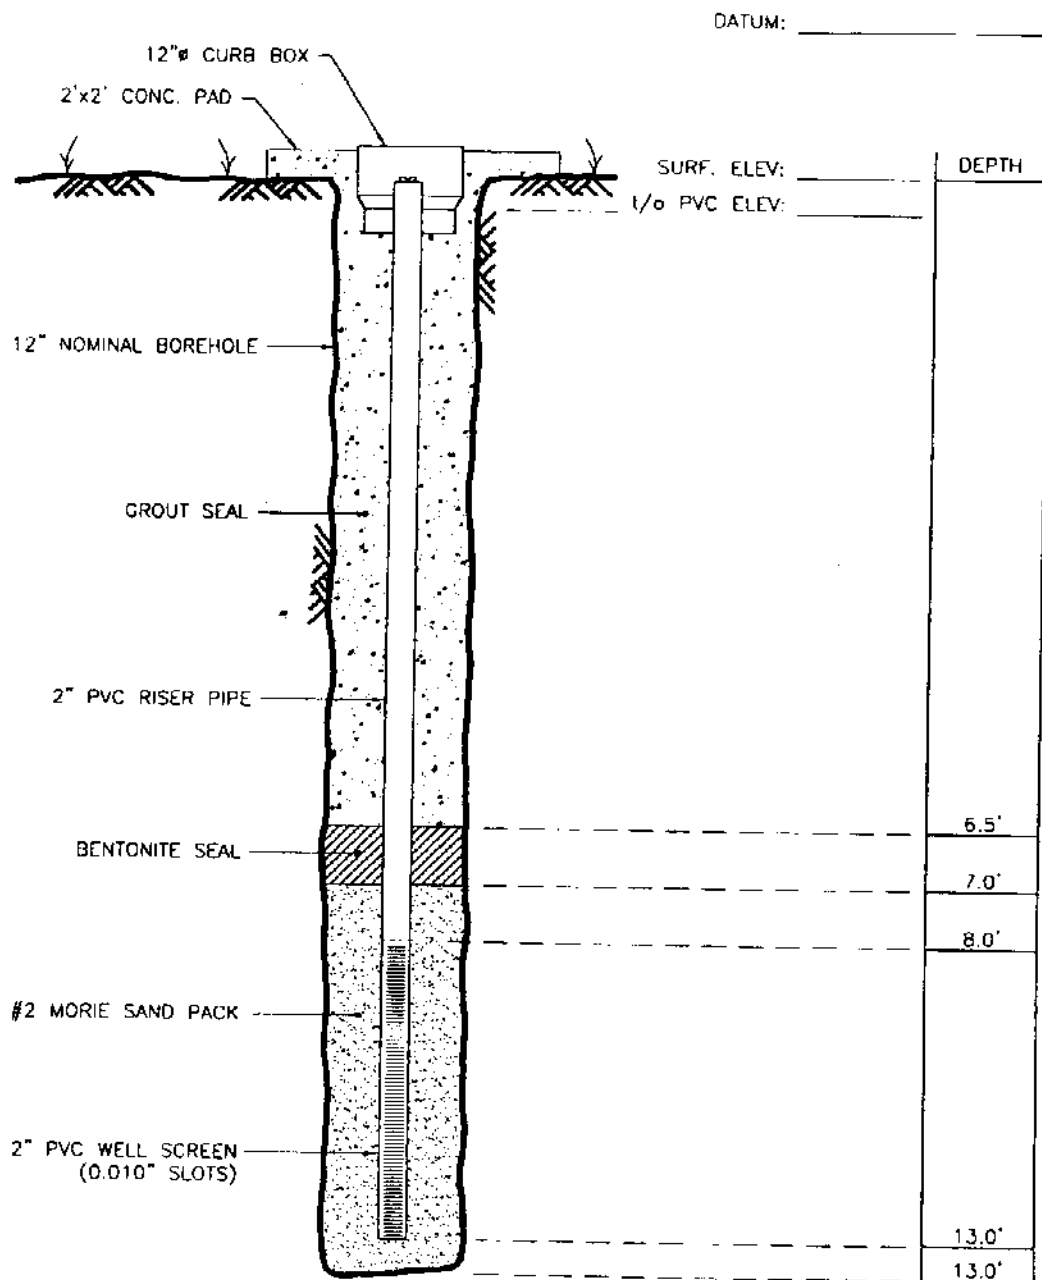 DATUM:
12"ø CURB BOX
2'x2' CONC. PAD
SURF. ELEV:
DEPTH
t/o PVC ELEV:
12" NOMINAL BOREHOLE
GROUT SEAL
2" PVC RISER PIPE
6.5'
BENTONITE SEAL
7.0'
8.0'
#2 MORIE SAND PACK
2" PVC WELL SCREEN
(0.010" SLOTS)
13.0'
13.0'